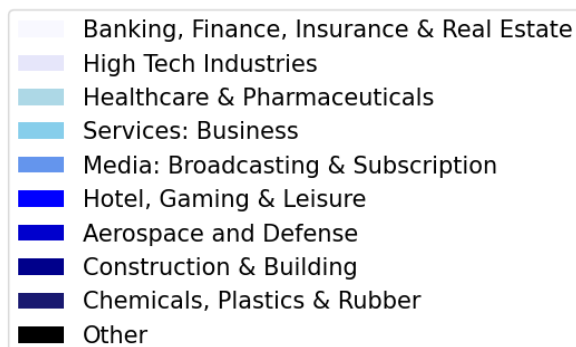 Banking, Finance, Insurance & Real Estate
High Tech Industries
Healthcare & Pharmaceuticals
Services: Business
Media: Broadcasting & Subscription
Hotel, Gaming & Leisure
Aerospace and Defense
Construction & Building
Chemicals, Plastics & Rubber
Other